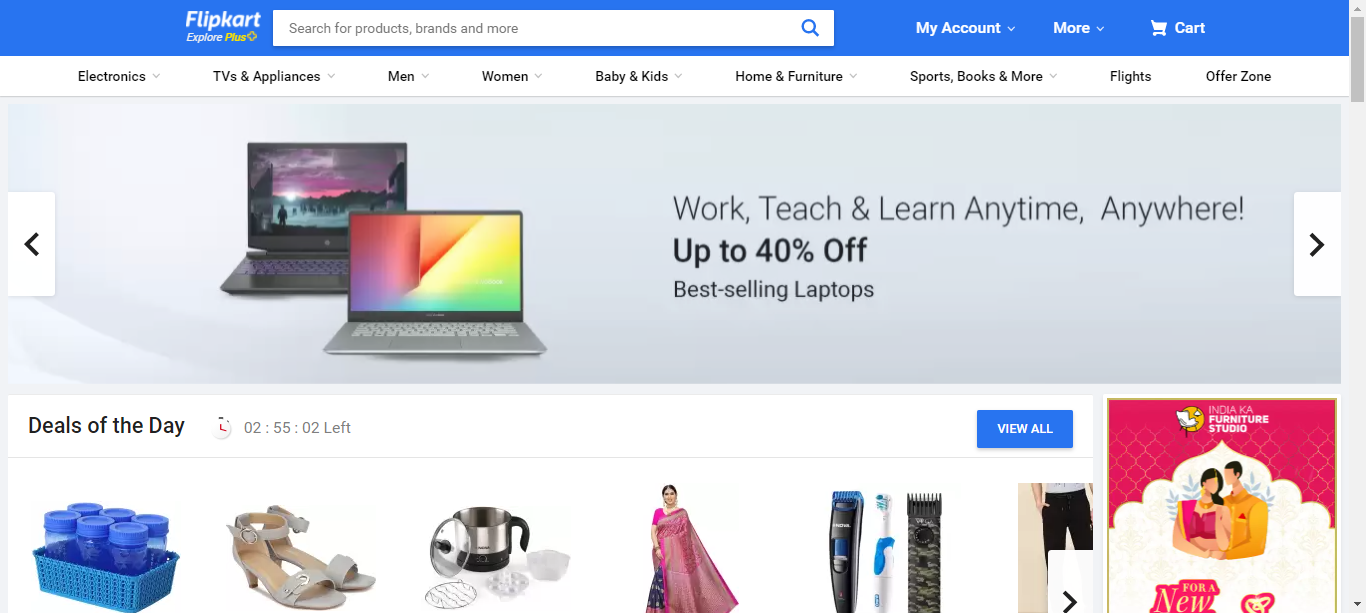 Flipkart
Explore Plus
Search for products, brands and more
My Account
More
Cart
Electronics
TVs & Appliances
Men
Women
Baby & Kids
Home & Furniture
Sports, Books & More
Flights
Offer Zone
Work, Teach & Learn Anytime, Anywhere!
Up to 40% Off
Best-selling Laptops
Deals of the Day
02 : 55 : 02 Left
VIEW ALL
INDIA KA
FURNITURE
STUDIO
FOR A
New
NOVA